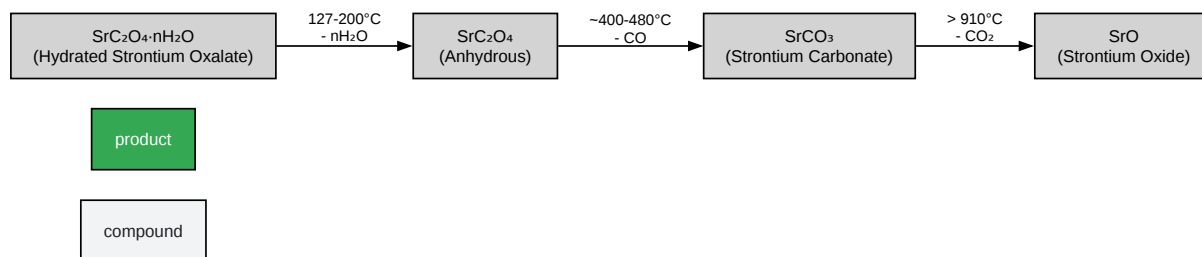 SrC₂O₄·nH₂O
(Hydrated Strontium Oxalate)
127-200°C
- nH₂O
SrC₂O₄
(Anhydrous)
~400-480°C
- CO
SrCO₃
(Strontium Carbonate)
> 910°C
- CO₂
SrO
(Strontium Oxide)
product
compound